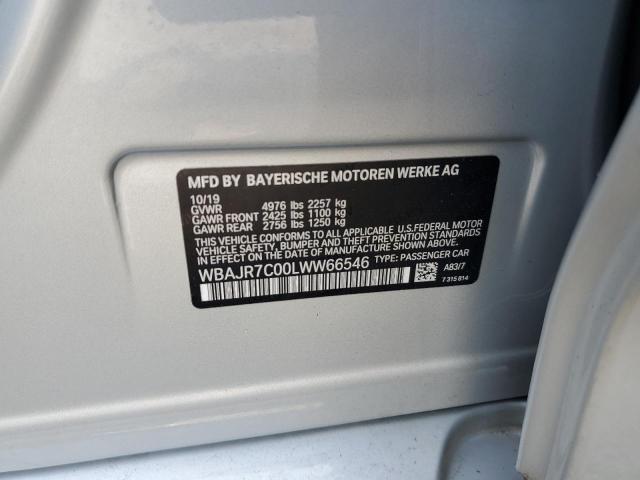 MFD BY BAYERISCHE MOTOREN WERKE AG
10/19
GVWR 4976 lbs 2257 kg
GAWR FRONT 2425 lbs 1100 kg
GAWR REAR 2756 lbs 1250 kg
THIS VEHICLE CONFORMS TO ALL APPLICABLE U.S.FEDERAL MOTOR
VEHICLE SAFETY, BUMPER, AND THEFT PREVENTION STANDARDS
IN EFFECT ON THE DATE OF MANUFACTURE SHOWN ABOVE.
WBAJR7C00LWW66546 TYPE: PASSENGER CAR
A83/7
7 315 814